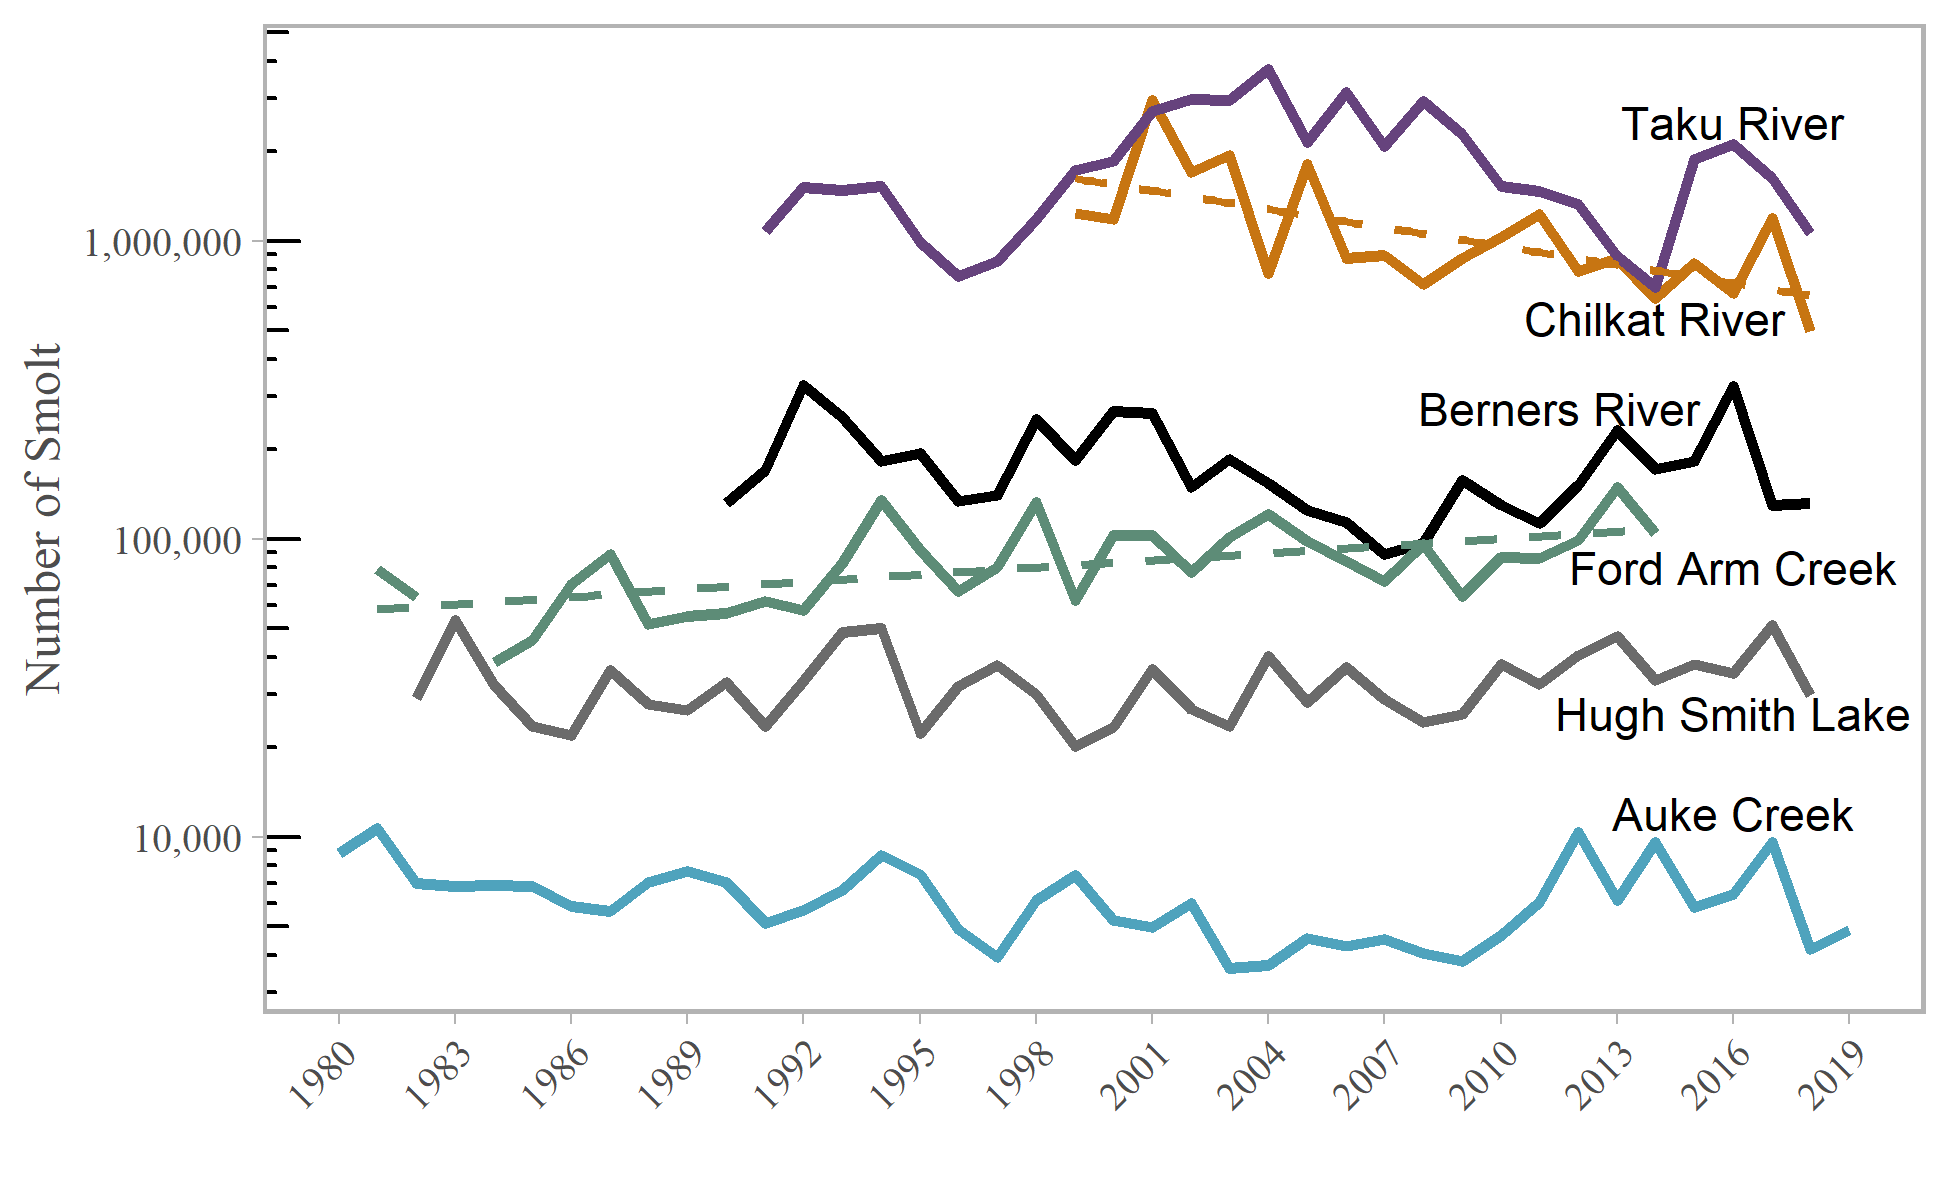 Number of Smolt
1,000,000
100,000
10,000
Taku River
Chilkat River
Berners River
Ford Arm Creek
Hugh Smith Lake
Auke Creek
1980
1983
1986
1989
1992
1995
1998
2001
2004
2007
2010
2013
2016
2019